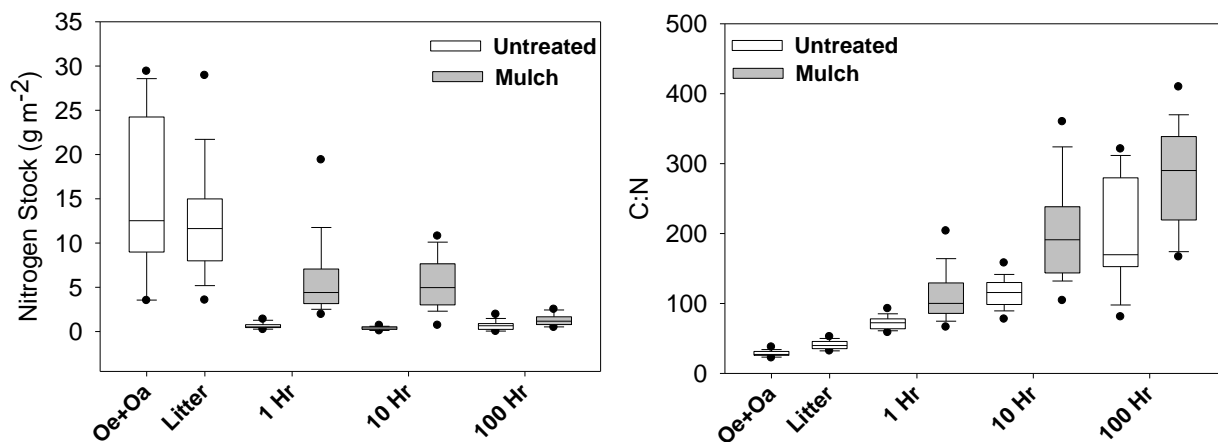 Nitrogen Stock (g m-2)
35
30
25
20
15
10
5
0
Untreated
Mulch
Oe+Oa
Litter
1 Hr
10 Hr
100 Hr
C:N
500
400
300
200
100
0
Untreated
Mulch
Oe+Oa
Litter
1 Hr
10 Hr
100 Hr